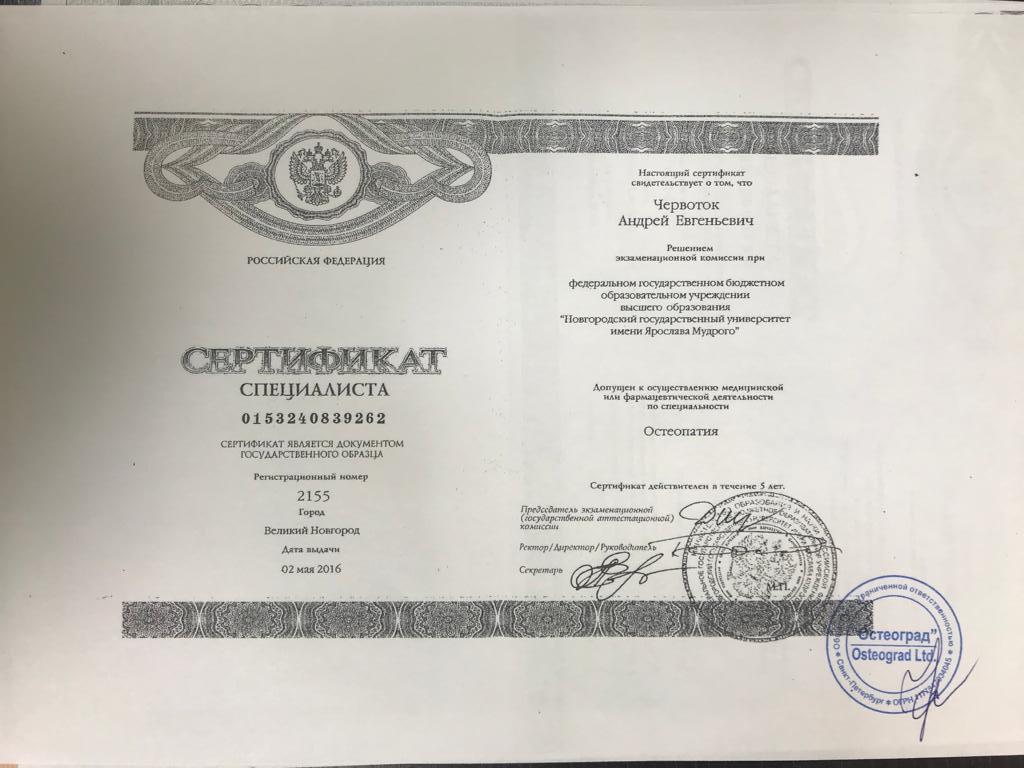 РОССИЙСКАЯ ФЕДЕРАЦИЯ
СЕРТИФИКАТ
СПЕЦИАЛИСТА
0153240839262
СЕРТИФИКАТ ЯВЛЯЕТСЯ ДОКУМЕНТОМ
ГОСУДАРСТВЕННОГО ОБРАЗЦА
Регистрационный номер
2155
Город
Великий Новгород
Дата выдачи
02 мая 2016
Настоящий сертификат
свидетельствует о том, что
Червоток
Андрей Евгеньевич
Решением
экзаменационной комиссии при
федеральном государственном бюджетном
образовательном учреждении
высшего образования
"Новгородский государственный университет
имени Ярослава Мудрого"
Допущен к осуществлению медицинской
или фармацевтической деятельности
по специальности
Остеопатия
Сертификат действителен в течение 5 лет.
Председатель экзаменационной
(государственной аттестационной)
комиссии
Ректор/Директор/Руководитель
Секретарь
М.П.
Остеоград"
Osteograd Ltd.
ограниченной ответственностью
Санкт-Петербург * ОГРН